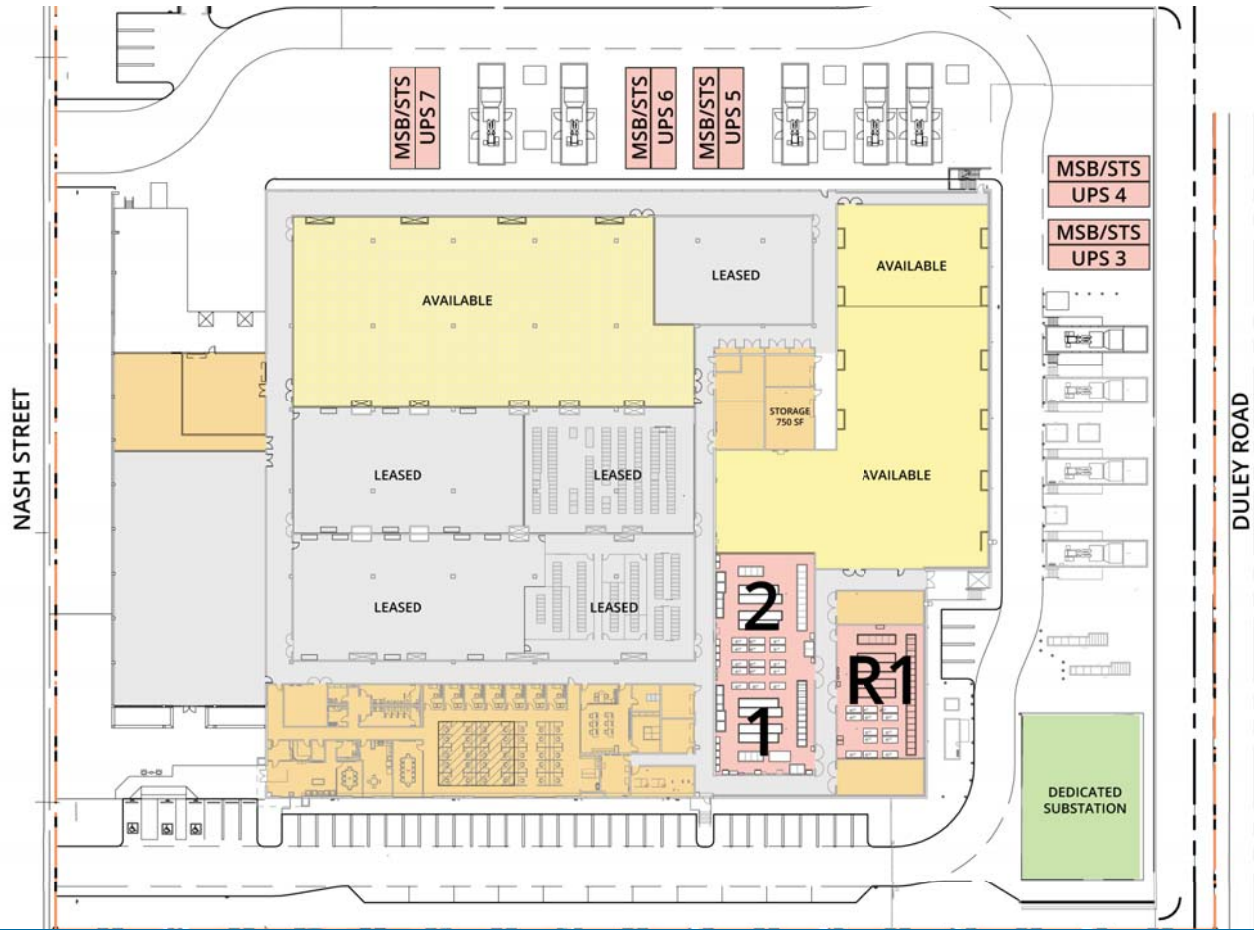 MSB/STS
UPS 7
MSB/STS
UPS 6
MSB/STS
UPS 5
MSB/STS
UPS 4
MSB/STS
UPS 3
AVAILABLE
LEASED
AVAILABLE
NASH STREET
STORAGE
750 SF
LEASED
LEASED
AVAILABLE
DULEY ROAD
LEASED
LEASED
2
R1
1
DEDICATED
SUBSTATION